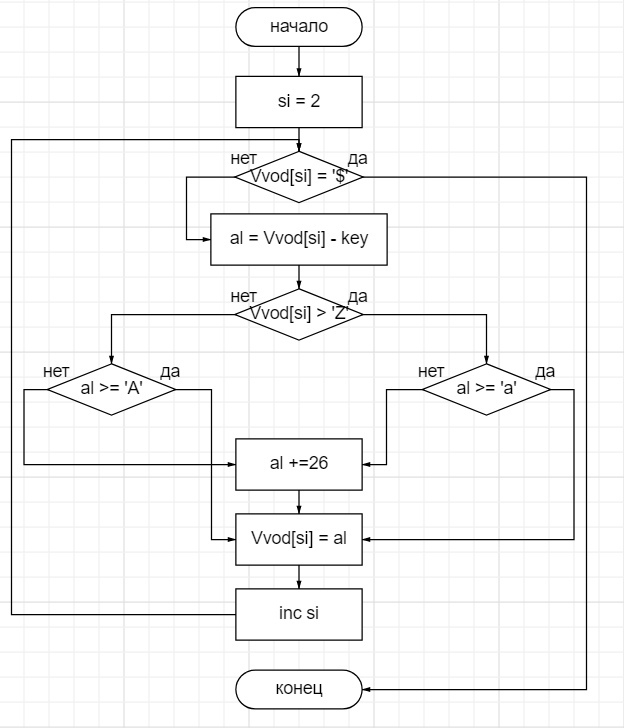 начало
si = 2
нет
да
Vvod[si] = '$'
al = Vvod[si] - key
нет
да
Vvod[si] > 'Z'
нет
да
al >= 'A'
нет
да
al >= 'a'
al +=26
Vvod[si] = al
inc si
конец